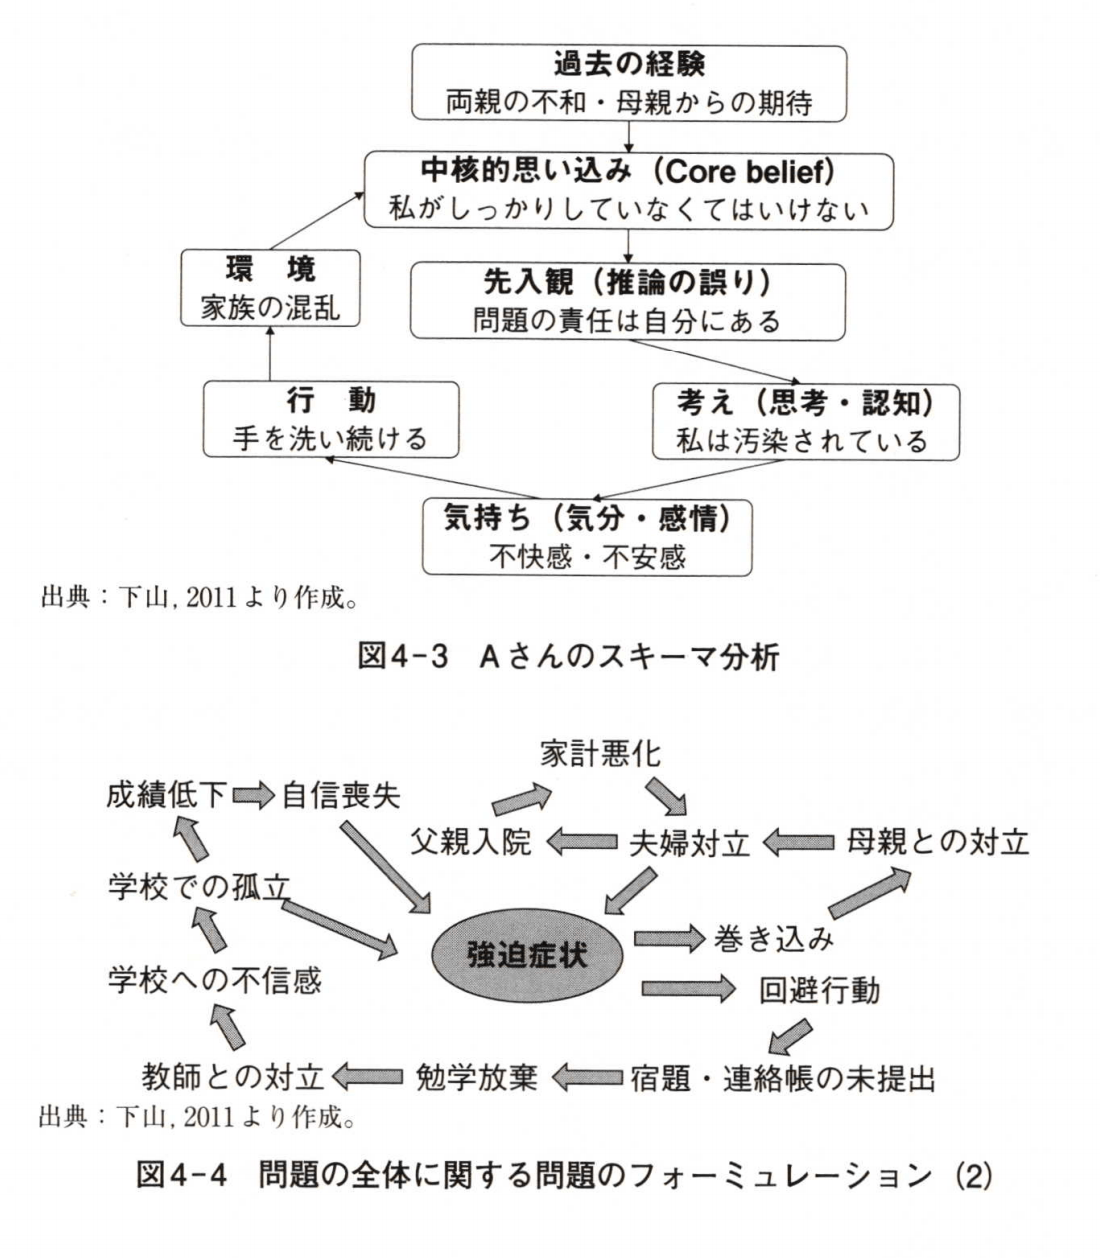 過去の経験
両親の不和・母親からの期待
中核的思い込み（Core belief）
私がしっかりしていなくてはいけない
環　境
家族の混乱
先入観（推論の誤り）
問題の責任は自分にある
行　動
手を洗い続ける
考え（思考・認知）
私は汚染されている
気持ち（気分・感情）
不快感・不安感
出典：下山, 2011より作成。
図4-3　Aさんのスキーマ分析
家計悪化
成績低下
自信喪失
父親入院
夫婦対立
母親との対立
学校での孤立
強迫症状
巻き込み
学校への不信感
回避行動
教師との対立
勉学放棄
宿題・連絡帳の未提出
出典：下山, 2011より作成。
図4-4　問題の全体に関する問題のフォーミュレーション（2）